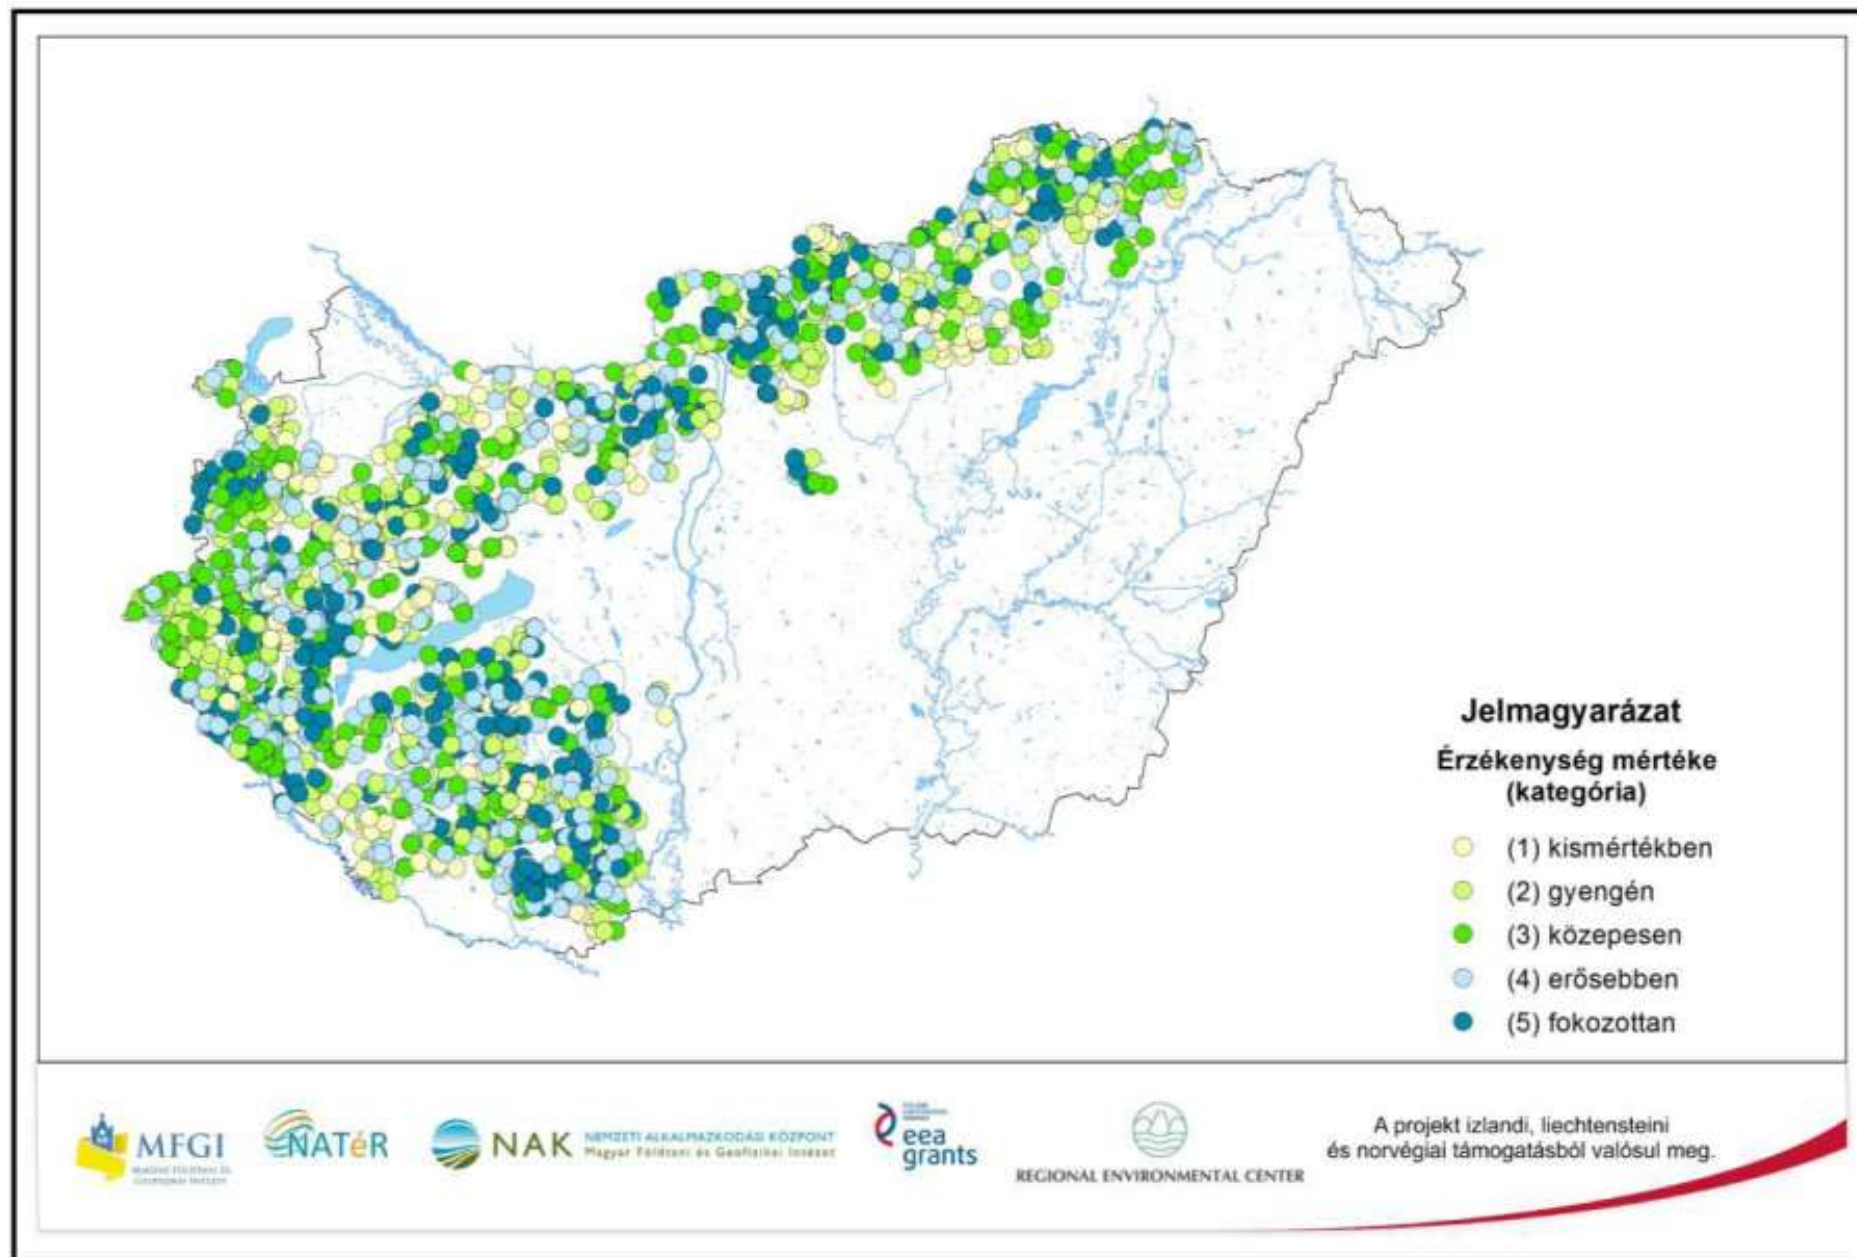 Jelmagyarázat
Érzékenység mértéke
(kategória)
(1) kismértékben
(2) gyengén
(3) közepesen
(4) erősebben
(5) fokozottan
MFGI
NATéR
NAK
NEMZETI ALKALMAZKODÁSI KÖZPONT
Magyar Földtani és Geofizikai Intézet
eea
grants
REGIONAL ENVIRONMENTAL CENTER
A projekt izlandi, liechtensteini
és norvégiai támogatásból valósul meg.